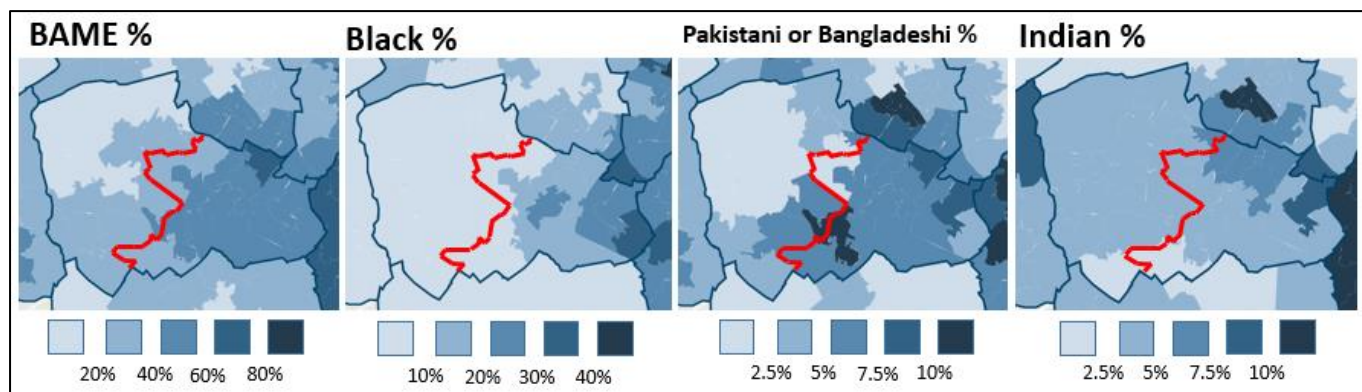 BAME %
Black %
Pakistani or Bangladeshi %
Indian %
20% 40% 60% 80%
10% 20% 30% 40%
2.5% 5% 7.5% 10%
2.5% 5% 7.5% 10%